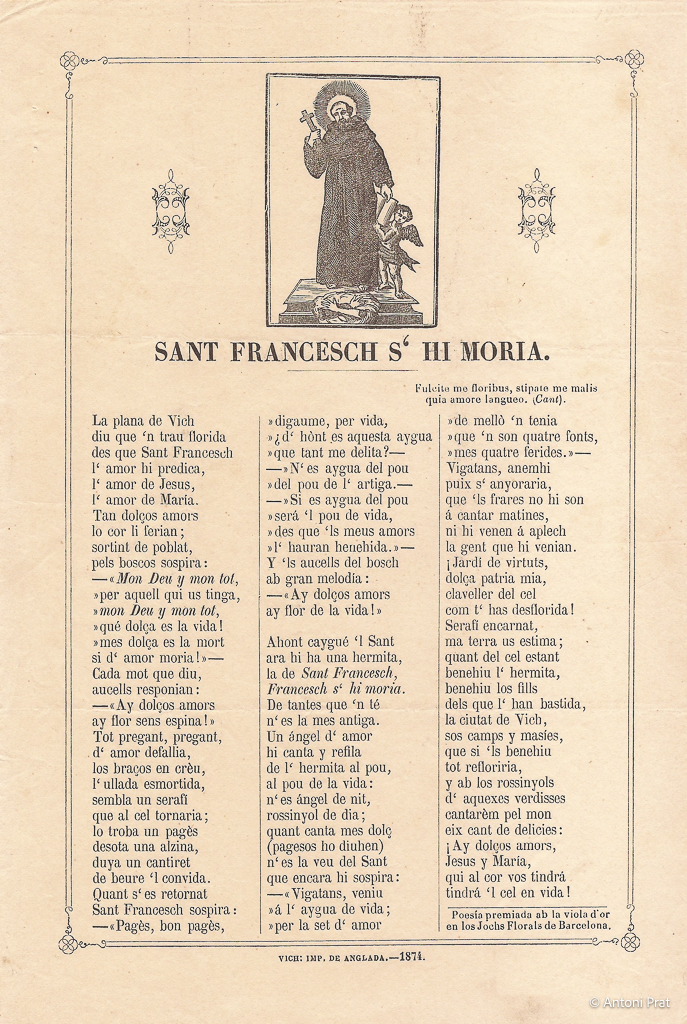 SANT FRANCESCH S‘ HI MORIA.
Fulcite me floribus, stipate me malis
quia amore langueo. (Cant).
La plana de Vich
diu que ‘n trau florida
des que Sant Francesch
l‘ amor hi predica,
l‘ amor de Jesus,
l‘ amor de María.
Tan dolços amors
lo cor li ferian;
sortint de poblat,
pels boscos sospira:
—«Mon Deu y mon tot,
»per aquell qui us tinga,
»mon Deu y mon tot,
»qué dolça es la vida!
»mes dolça es la mort
si d‘ amor moria!»—
Cada mot que diu,
aucells responian:
—«Ay dolços amors
ay flor sens espina!»
Tot pregant, pregant,
d‘ amor defallia,
los braços en crèu,
l‘ ullada esmortida,
sembla un serafí
que al cel tornaria;
lo troba un pagès
desota una alzina,
duya un cantiret
de beure ‘l convida.
Quant s‘ es retornat
Sant Francesch sospira:
—«Pagès, bon pagès,
»digaume, per vida,
»¿d‘ hònt es aquesta aygua
»que tant me delita?—
—»N‘ es aygua del pou
»del pou de l‘ artiga.—
—»Si es aygua del pou
»será ‘l pou de vida,
»des que ‘ls meus amors
»l‘ hauran benehida.»—
Y ‘ls aucells del bosch
ab gran melodía:
—«Ay dolços amors
ay flor de la vida!»
Ahont caygué ‘l Sant
ara hi ha una hermita,
la de Sant Francesch,
Francesch s‘ hi moria.
De tantes que ‘n té
n‘ es la mes antiga.
Un ángel d‘ amor
hi canta y refila
de l‘ hermita al pou,
al pou de la vida:
n‘ es ángel de nit,
rossinyol de dia;
quant canta mes dolç
(pagesos ho diuhen)
n‘ es la veu del Sant
que encara hi sospira:
—«Vigatans, veniu
»á l‘ aygua de vida;
»per la set d‘ amor
»de mellò ‘n tenia
»que ‘n son quatre fonts,
»mes quatre ferides.»—
Vigatans, anemhi
puix s‘ anyoraria,
que ‘ls frares no hi son
á cantar matines,
ni hi venen á aplech
la gent que hi venian.
¡Jardí de virtuts,
dolça patria mia,
claveller del cel
com t‘ has desflorida!
Serafí encarnat,
ma terra us estima;
quant del cel estant
benehiu l‘ hermita,
benehiu los fills
dels que l‘ han bastida,
la ciutat de Vich,
sos camps y masíes,
que si ‘ls benehiu
tot refloriria,
y ab los rossinyols
d‘ aquexes verdisses
cantarèm pel mon
eix cant de delicies:
¡Ay dolços amors,
Jesus y María,
qui al cor vos tindrá
tindrá ‘l cel en vida!
Poesía premiada ab la viola d'or
en los Jochs Florals de Barcelona.
VICH: IMP. DE ANGLADA.—1874.
© Antoni Prat